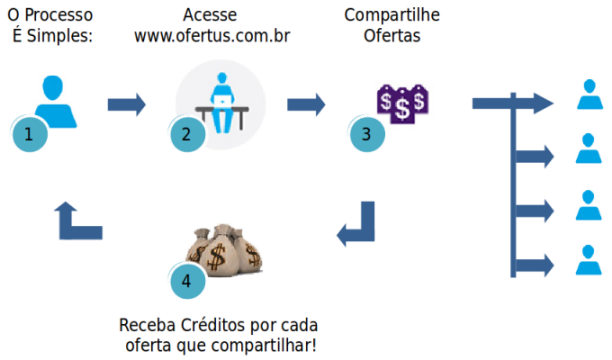 O Processo
É Simples:
Acesse
www.ofertus.com.br
Compartilhe
Ofertas
1
2
3
$ $ $
$ $
4
Receba Créditos por cada
oferta que compartilhar!